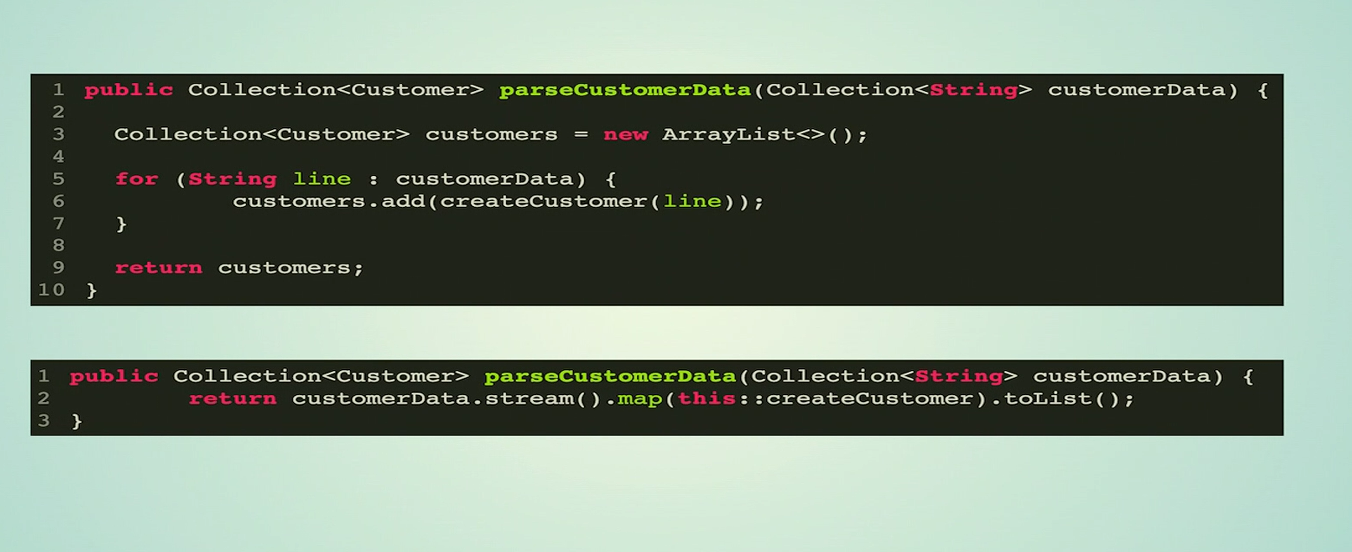 1 public Collection<Customer> parseCustomerData(Collection<String> customerData) {
2
3 Collection<Customer> customers = new ArrayList<>();
4
5 for (String line : customerData) {
6 customers.add(createCustomer(line));
7 }
8
9 return customers;
10 }
1 public Collection<Customer> parseCustomerData(Collection<String> customerData) {
2 return customerData.stream().map(this::createCustomer).toList();
3 }